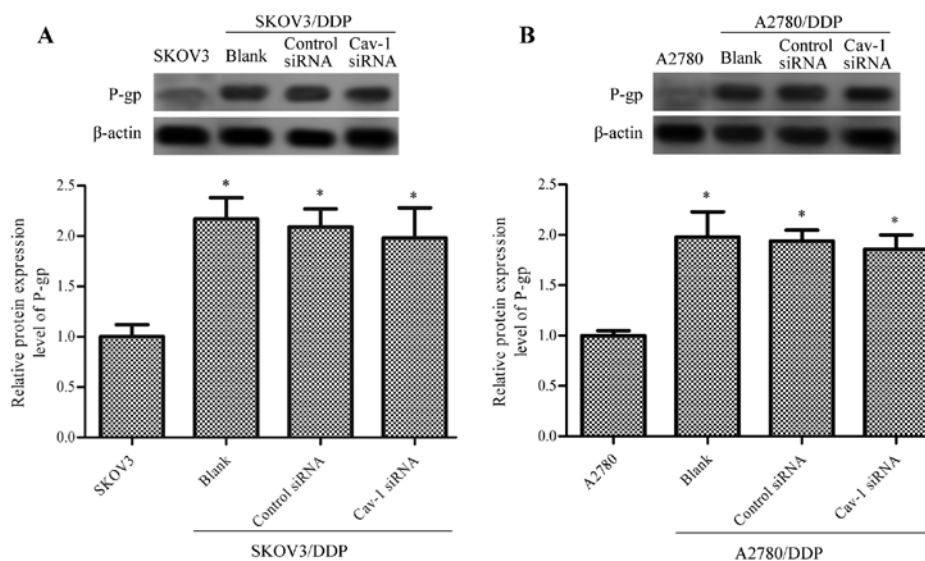 A
SKOV3/DDP
SKOV3
Blank
Control
siRNA
Cav-1
siRNA
P-gp
β-actin
Relative protein expression
level of P-gp
2.5
2.0
1.5
1.0
0.5
0.0
*
*
*
SKOV3
Blank
Control siRNA
Cav-1 siRNA
SKOV3/DDP
B
A2780/DDP
A2780
Blank
Control
siRNA
Cav-1
siRNA
P-gp
β-actin
Relative protein expression
level of P-gp
2.5
2.0
1.5
1.0
0.5
0.0
*
*
*
A2780
Blank
Control siRNA
Cav-1 siRNA
A2780/DDP